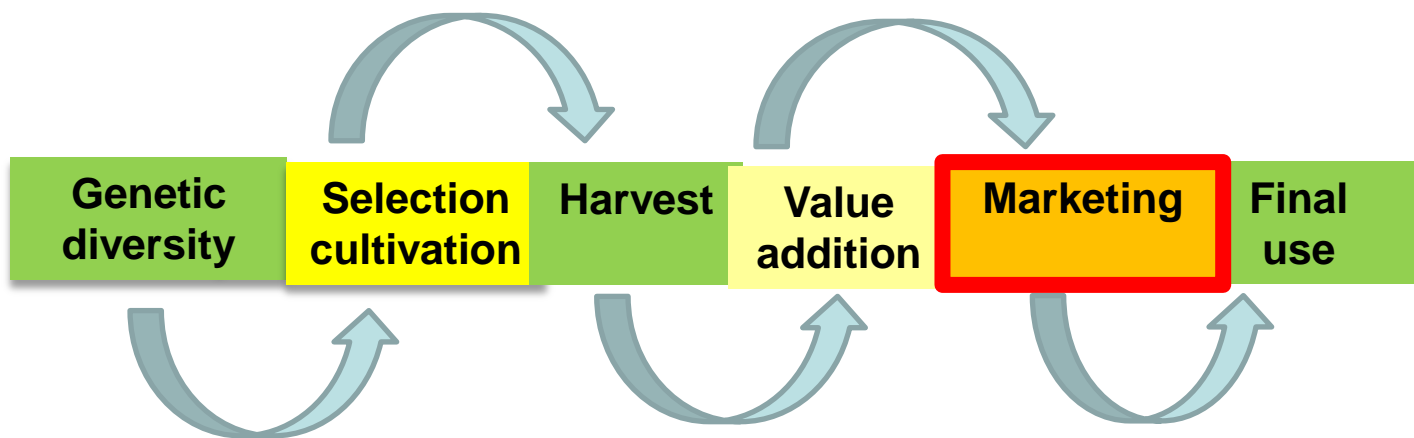 Genetic
diversity
Selection
cultivation
Harvest
Value
addition
Marketing
Final
use